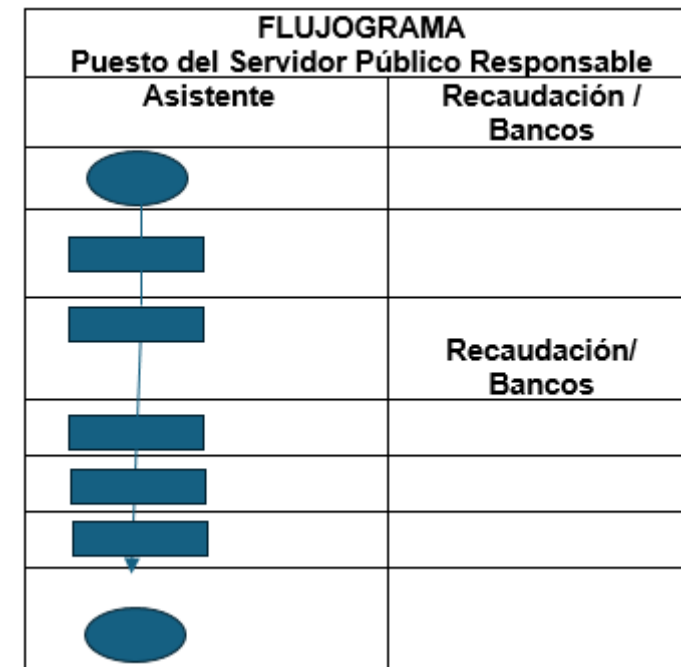 FLUJOGRAMA
Puesto del Servidor Público Responsable
Asistente
Recaudación /
Bancos
Recaudación/
Bancos